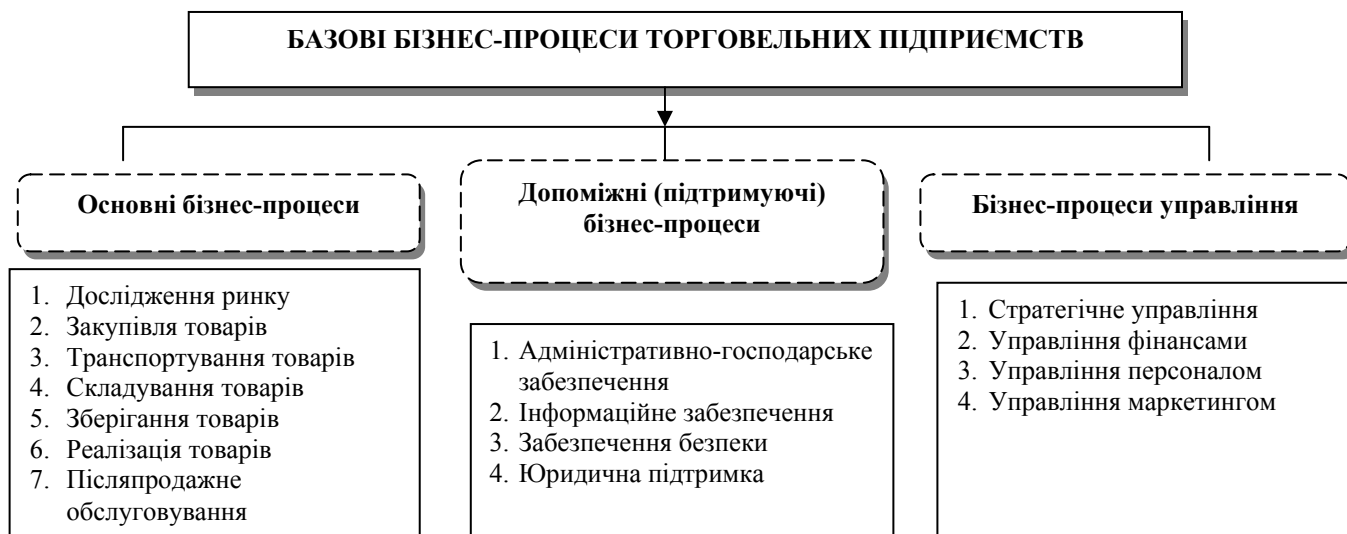 БАЗОВІ БІЗНЕС-ПРОЦЕСИ ТОРГОВЕЛЬНИХ ПІДПРИЄМСТВ
Основні бізнес-процеси
Допоміжні (підтримуючі)
бізнес-процеси
Бізнес-процеси управління
1. Дослідження ринку
2. Закупівля товарів
3. Транспортування товарів
4. Складування товарів
5. Зберігання товарів
6. Реалізація товарів
7. Післяпродажне
обслуговування
1. Адміністративно-господарське
забезпечення
2. Інформаційне забезпечення
3. Забезпечення безпеки
4. Юридична підтримка
1. Стратегічне управління
2. Управління фінансами
3. Управління персоналом
4. Управління маркетингом